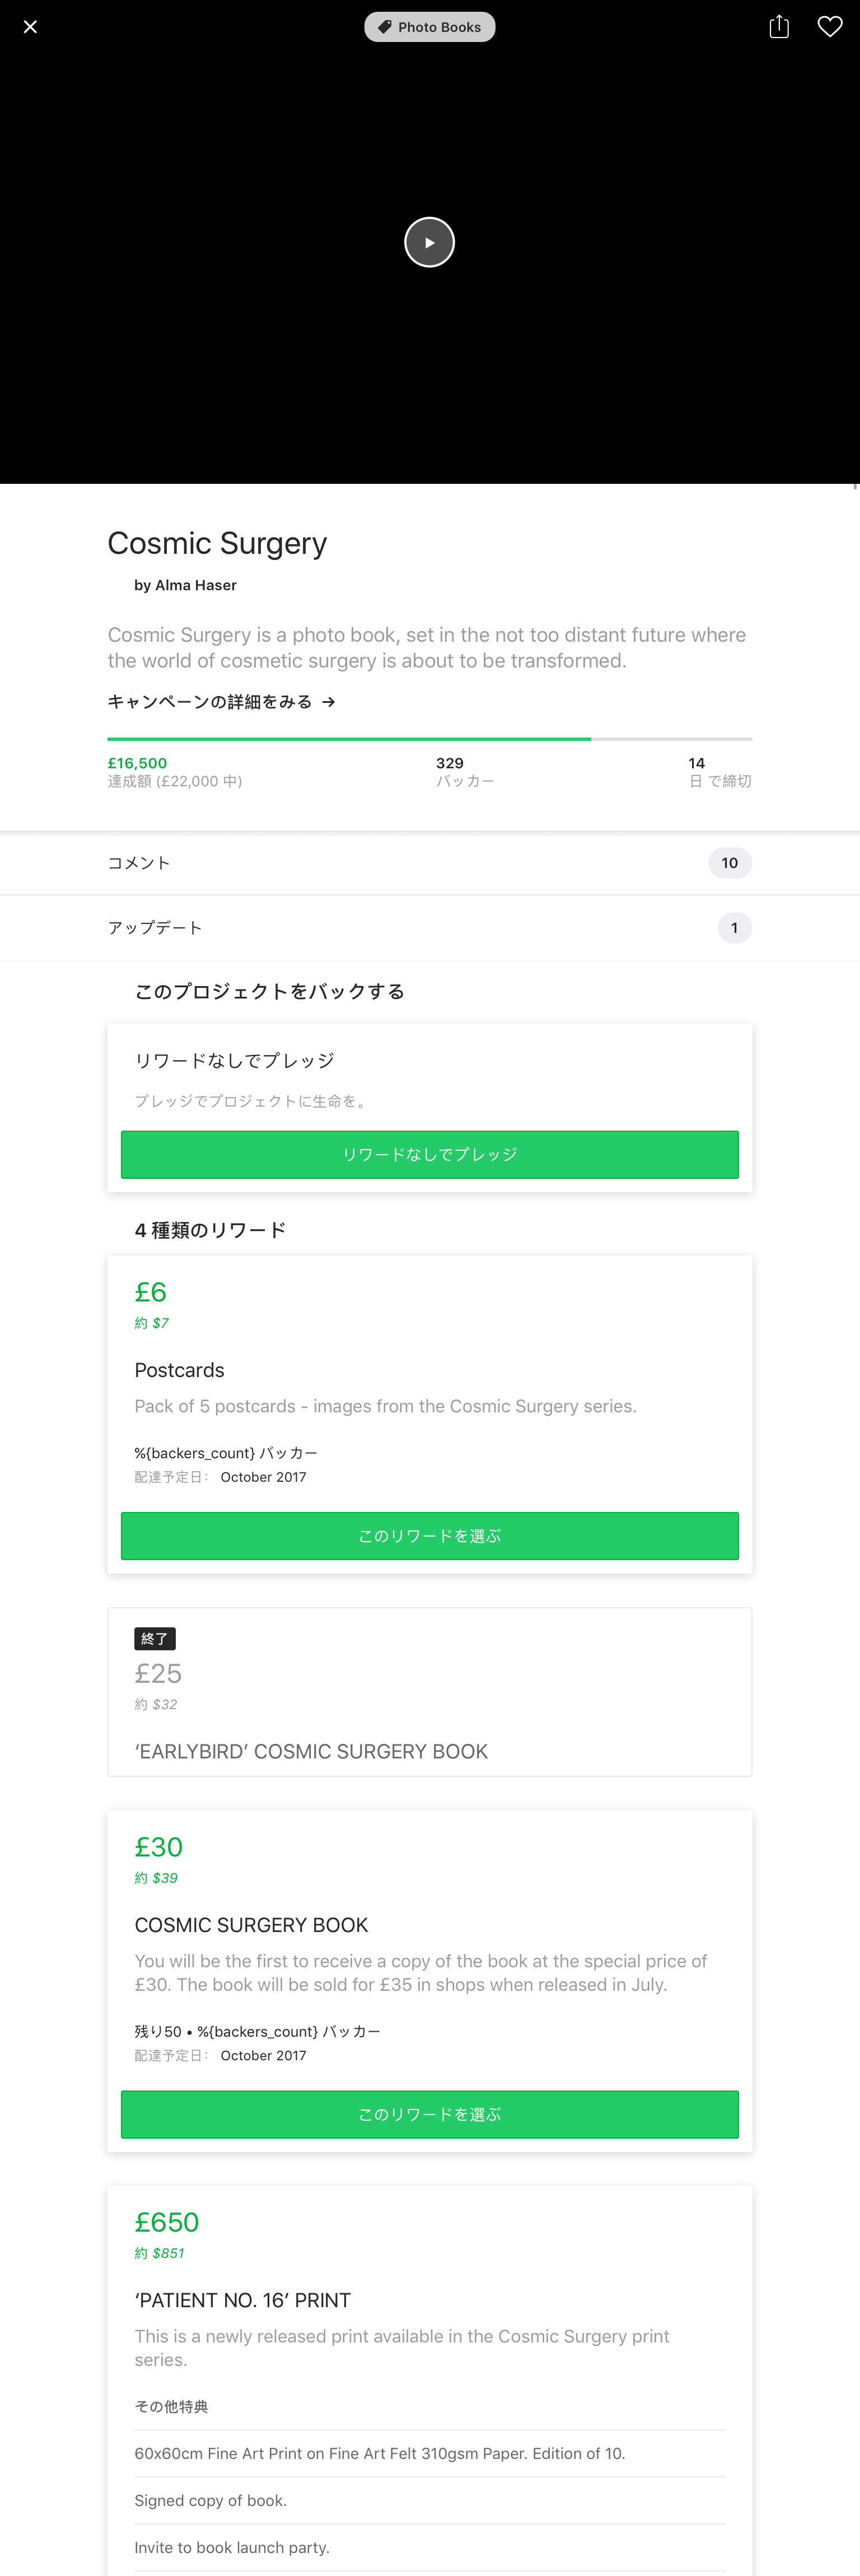 Photo Books
Cosmic Surgery
by Alma Haser
Cosmic Surgery is a photo book, set in the not too distant future where
the world of cosmetic surgery is about to be transformed.
キャンペーンの詳細をみる →
£16,500
達成額 (£22,000 中)
329
バッカー
14
日 で締切
コメント
10
アップデート
1
このプロジェクトをバックする
リワードなしでプレッジ
プレッジでプロジェクトに生命を。
リワードなしでプレッジ
4 種類のリワード
£6
約 $7
Postcards
Pack of 5 postcards - images from the Cosmic Surgery series.
%{backers_count} バッカー
配達予定日： October 2017
このリワードを選ぶ
終了
£25
約 $32
‘EARLYBIRD’ COSMIC SURGERY BOOK
£30
約 $39
COSMIC SURGERY BOOK
You will be the first to receive a copy of the book at the special price of
£30. The book will be sold for £35 in shops when released in July.
残り50 • %{backers_count} バッカー
配達予定日： October 2017
このリワードを選ぶ
£650
約 $851
‘PATIENT NO. 16’ PRINT
This is a newly released print available in the Cosmic Surgery print
series.
その他特典
60x60cm Fine Art Print on Fine Art Felt 310gsm Paper. Edition of 10.
Signed copy of book.
Invite to book launch party.